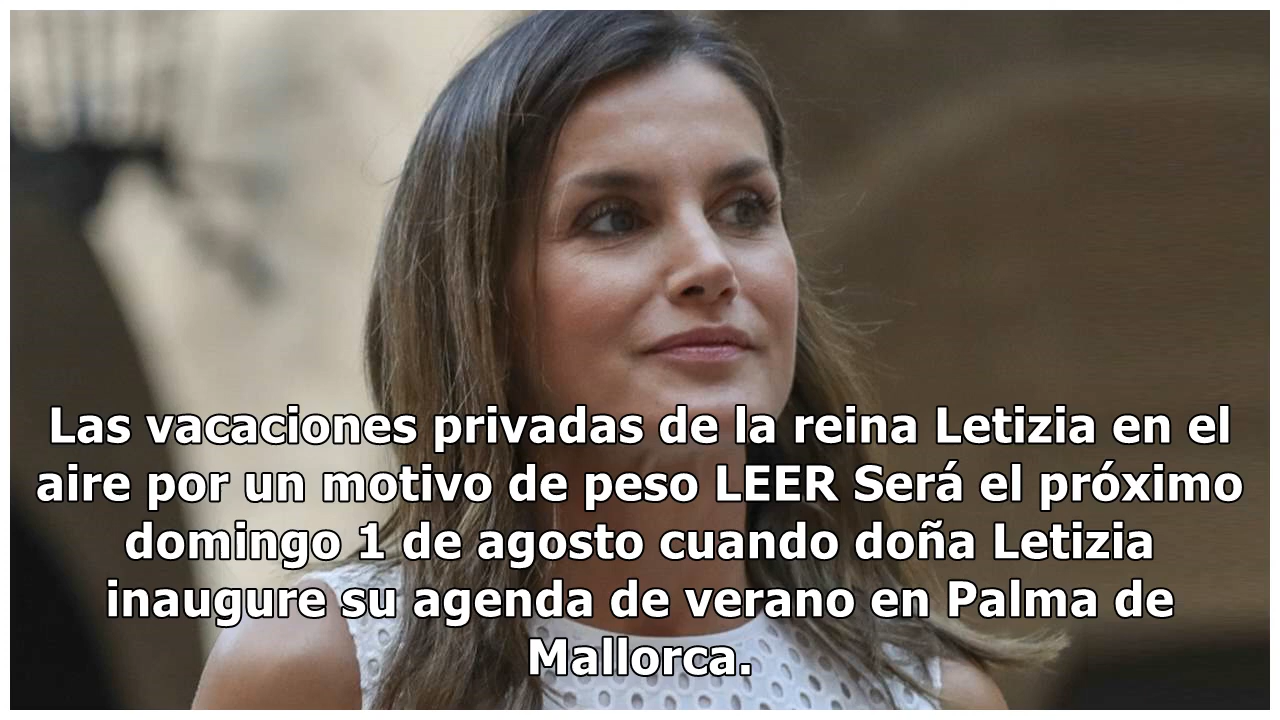 Las vacaciones privadas de la reina Letizia en el
aire por un motivo de peso LEER Será el próximo
domingo 1 de agosto cuando doña Letizia
inaugure su agenda de verano en Palma de
Mallorca.